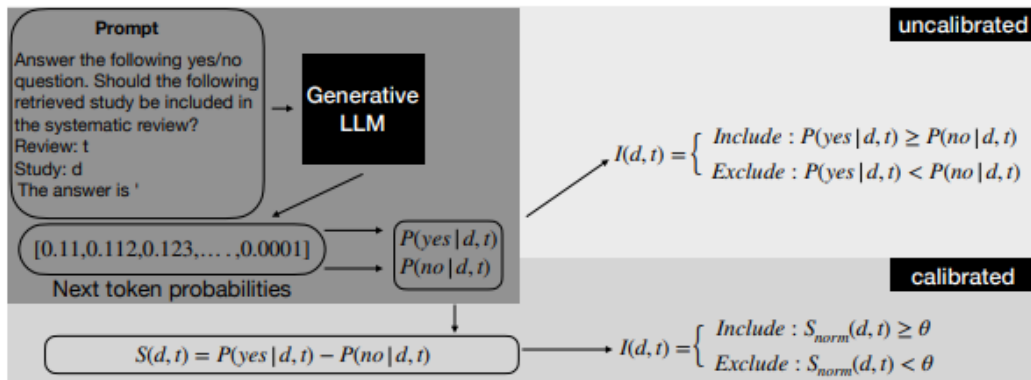 Prompt
Answer the following yes/no
question. Should the following
retrieved study be included in
the systematic review?
Review: t
Study: d
The answer is '
Generative
LLM
[0.11,0.112,0.123,... . ,0.0001]
Next token probabilities
P(yes | d, t)
P(no | d, t)
S(d, t) = P(yes | d, t) − P(no | d, t)
uncalibrated
I(d, t) = {
Include : P(yes | d, t) ≥ P(no | d, t)
Exclude : P(yes | d, t) < P(no | d, t)
calibrated
I(d, t) = {
Include : S_norm(d, t) ≥ θ
Exclude : S_norm(d, t) < θ